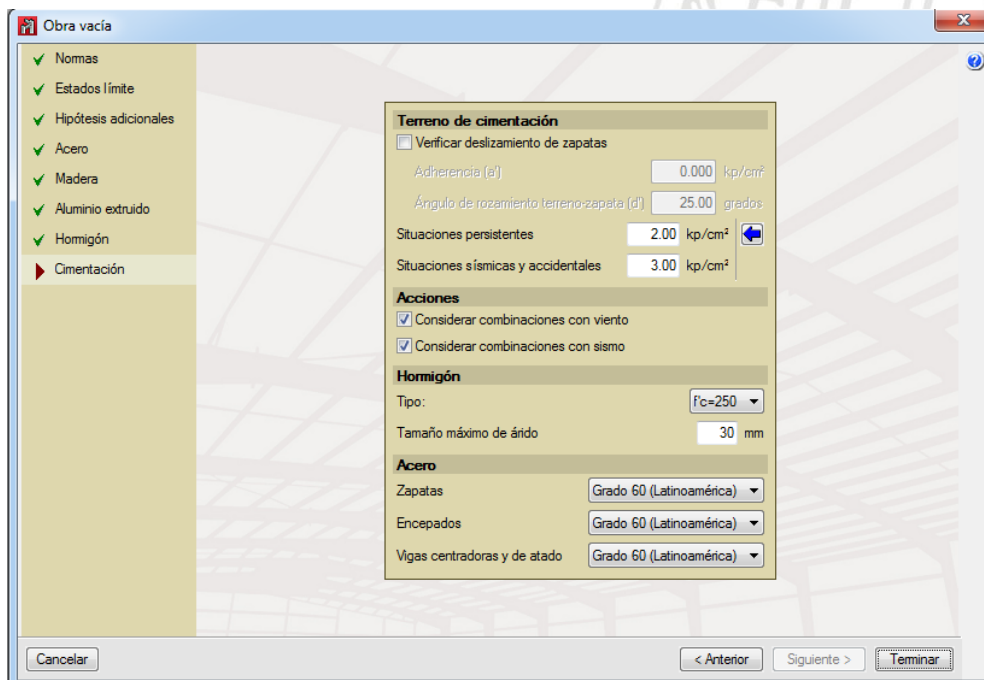 Obra vacía
Normas
Estados límite
Hipótesis adicionales
Acero
Madera
Aluminio extruido
Hormigón
Cimentación
Terreno de cimentación
Verificar deslizamiento de zapatas
Adherencia (a') 0.000 kp/cm²
Ángulo de rozamiento terreno-zapata (d') 25.00 grados
Situaciones persistentes 2.00 kp/cm²
Situaciones sísmicas y accidentales 3.00 kp/cm²
Acciones
Considerar combinaciones con viento
Considerar combinaciones con sismo
Hormigón
Tipo: f'c=250
Tamaño máximo de árido 30 mm
Acero
Zapatas Grado 60 (Latinoamérica)
Encepados Grado 60 (Latinoamérica)
Vigas centradoras y de atado Grado 60 (Latinoamérica)
Cancelar < Anterior Siguiente > Terminar